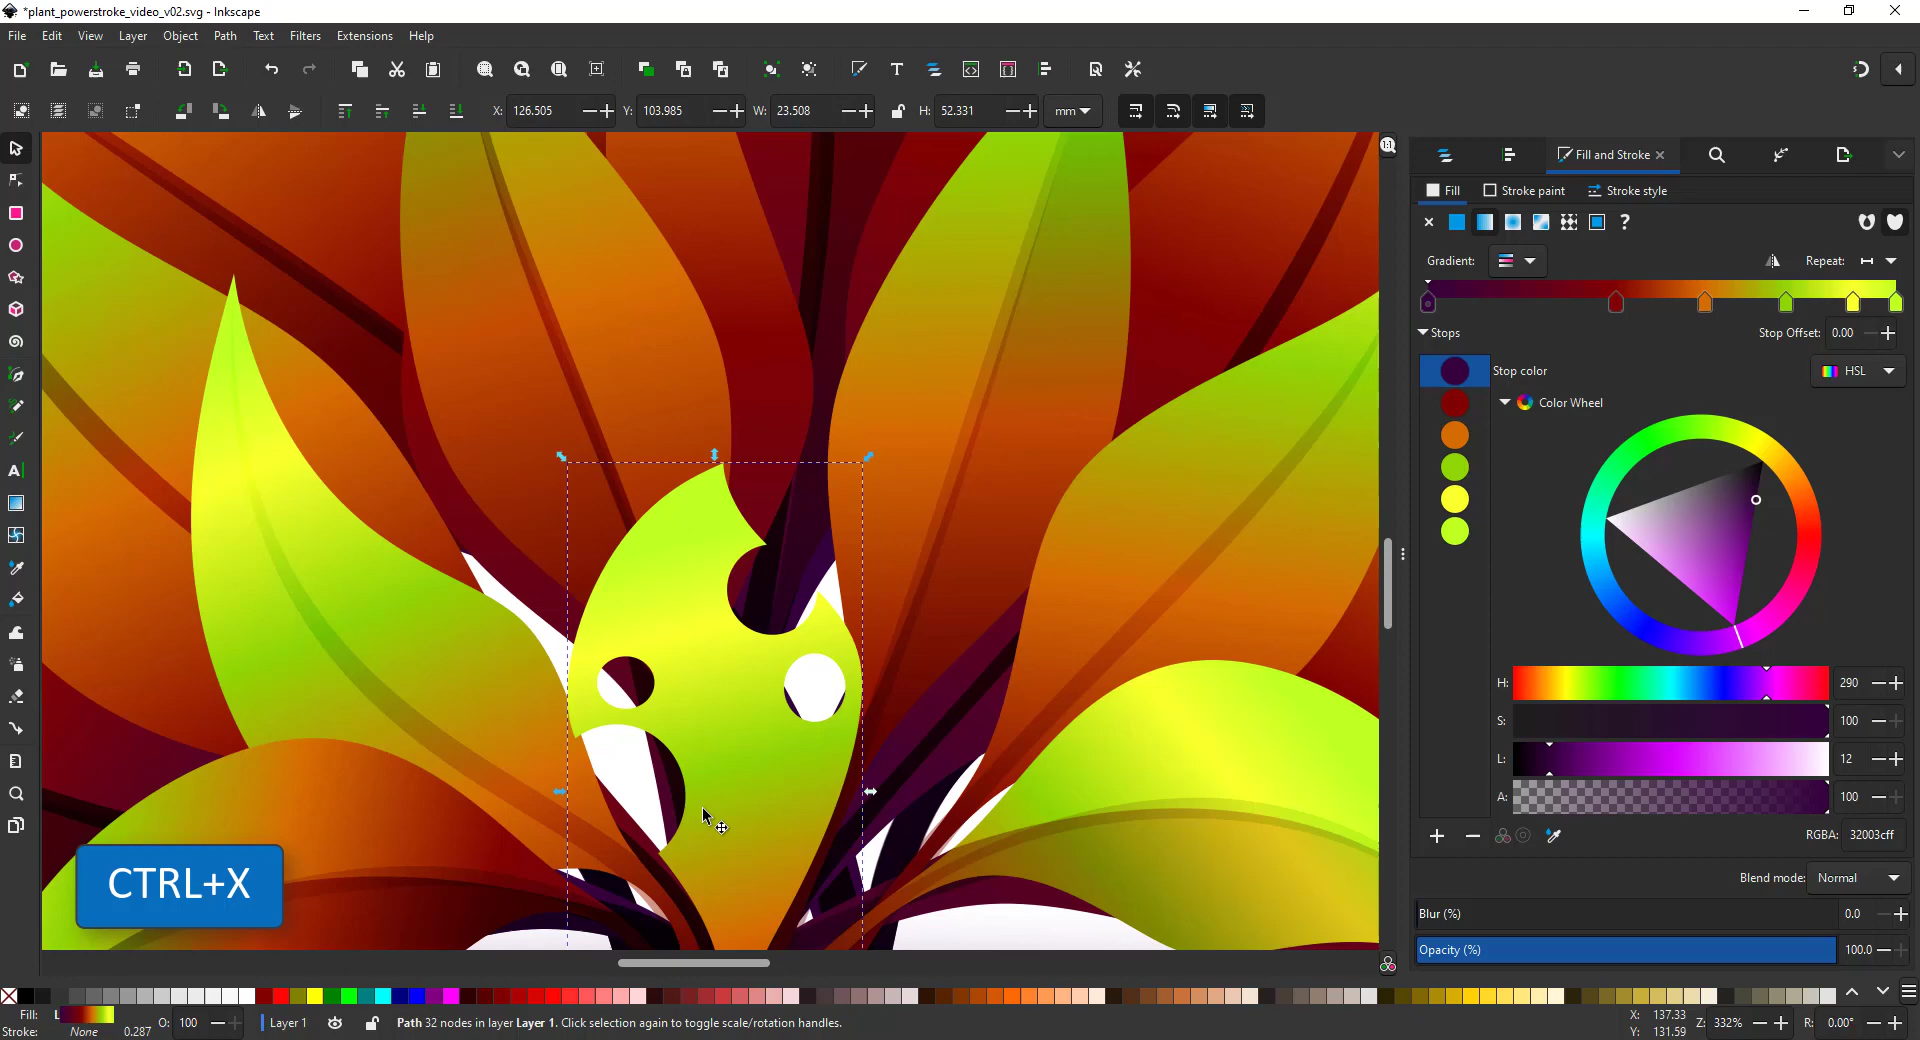 *plant_powerstroke_video_v02.svg - Inkscape
File Edit View Layer Object Path Text Filters Extensions Help
X: 126.505 Y: 103.985 W: 23.508 H: 52.331 mm
1:1
Fill and Stroke
Fill Stroke paint Stroke style
?
Gradient: Repeat:
Stops Stop Offset: 0.00
Stop color HSL
Color Wheel
H: 290
S: 100
L: 12
A: 100
RGBA: 32003cff
Blend mode: Normal
Blur (%) 0.0
Opacity (%) 100.0
CTRL+X
Fill: L
Stroke: None 0.287 O: 100 Layer 1 Path 32 nodes in layer Layer 1. Click selection again to toggle scale/rotation handles.
X: 137.33
Y: 131.59 Z: 332% R: 0.00°